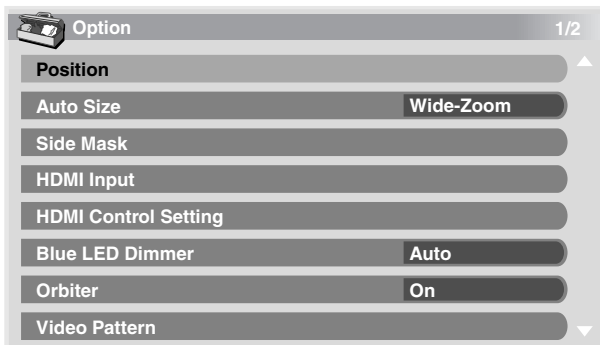 Option 1/2
Position
Auto Size Wide-Zoom
Side Mask
HDMI Input
HDMI Control Setting
Blue LED Dimmer Auto
Orbiter On
Video Pattern